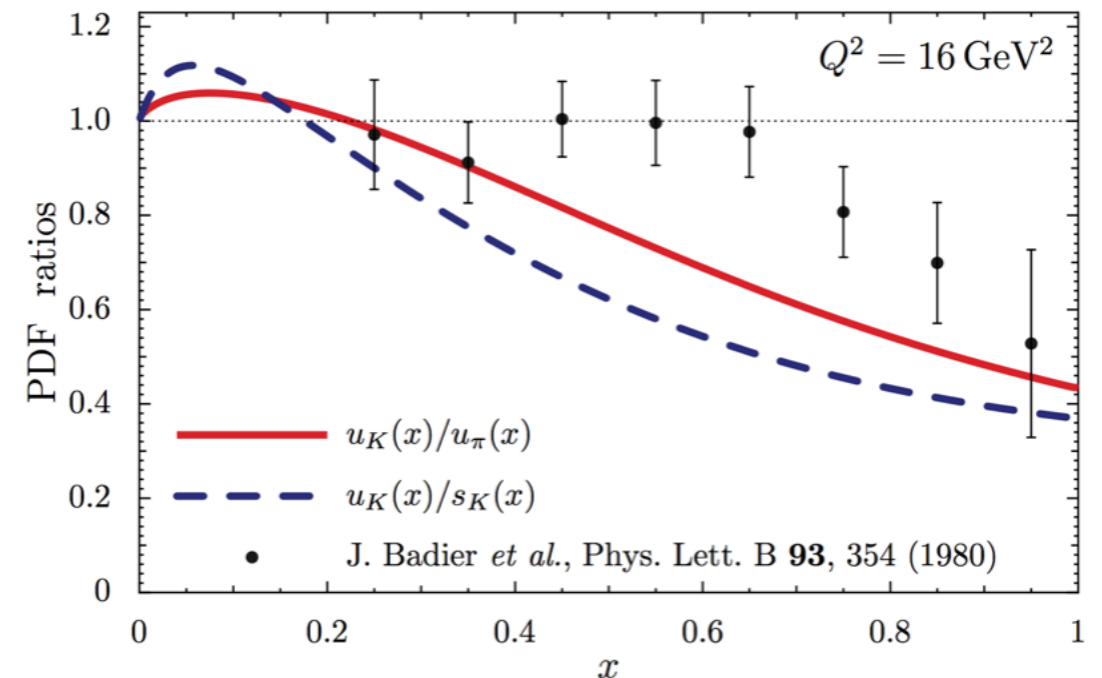 1.2
Q² = 16 GeV²
1.0
0.8
PDF ratios
0.6
0.4
u_K(x)/u_π(x)
0.2
u_K(x)/s_K(x)
J. Badier et al., Phys. Lett. B 93, 354 (1980)
0
0 0.2 0.4 0.6 0.8 1
x